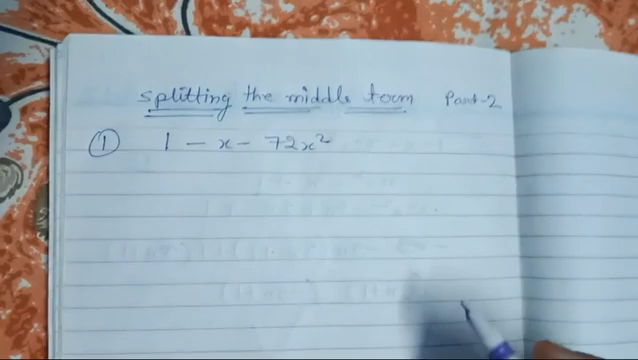 splitting the middle term Part-2
① 1 - x - 72x²